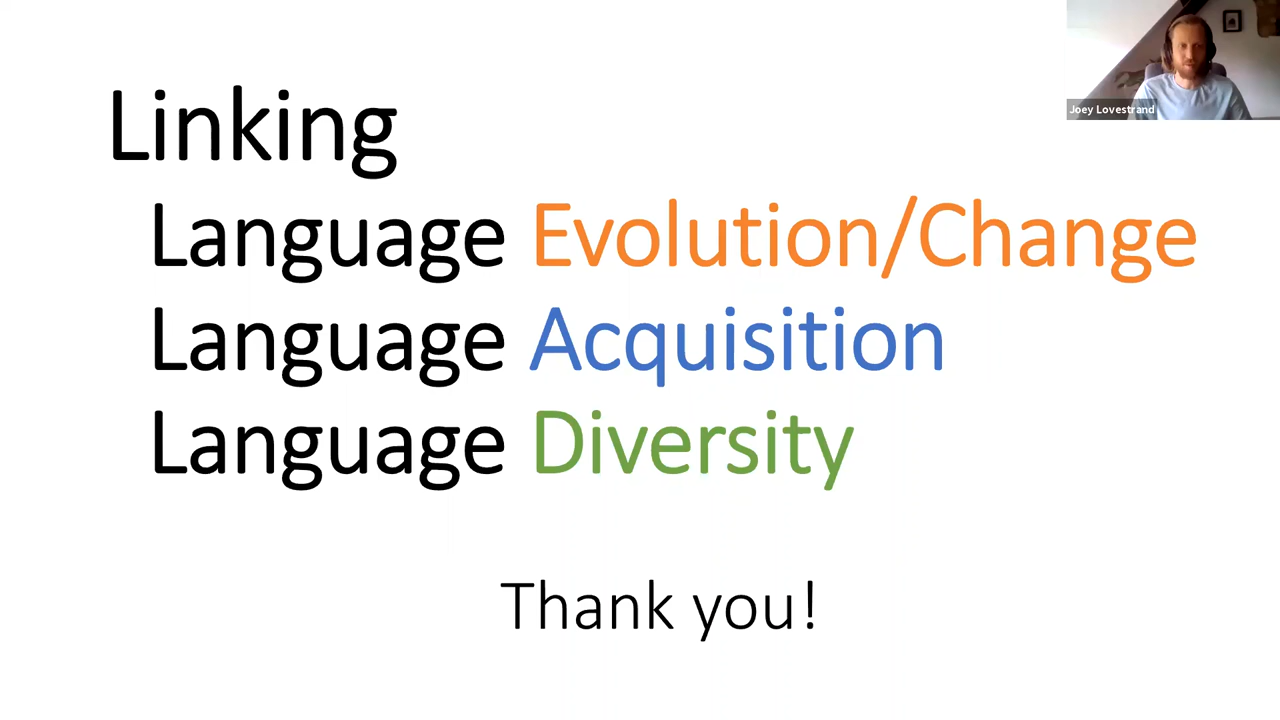 Linking
Language Evolution/Change
Language Acquisition
Language Diversity
Thank you!
Joey Lovestrand